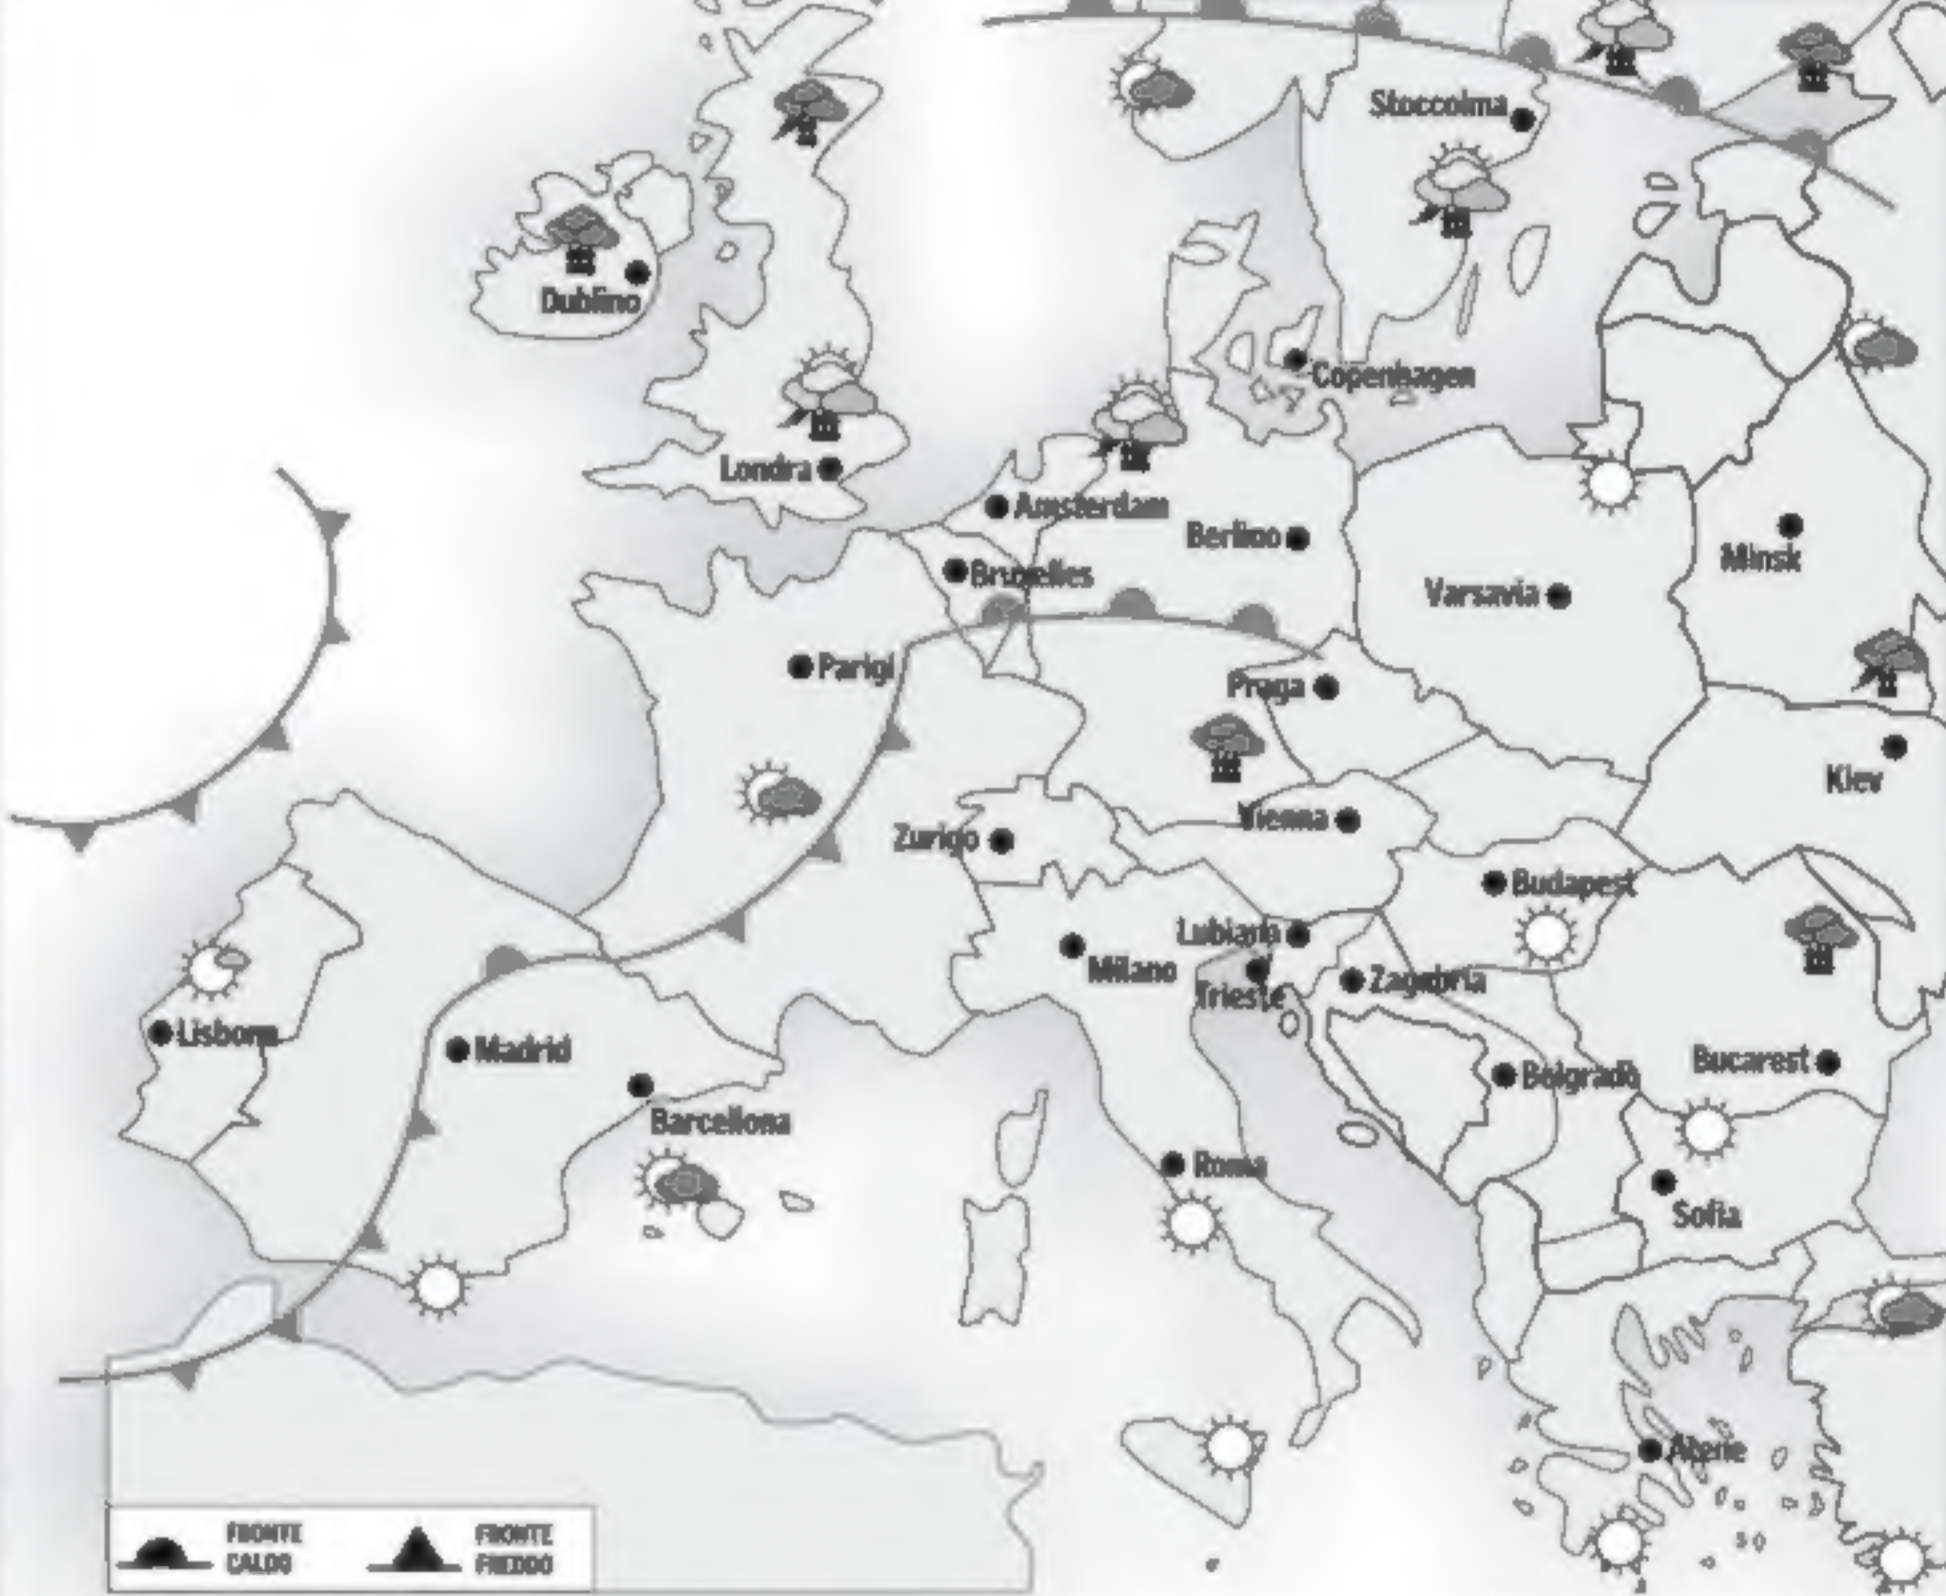 Stoccolma
Dublino
Copenhagen
Londra
Amsterdam
Berlino
Minsk
Bruxelles
Varsavia
Parigi
Praga
Kiev
Vienna
Zurigo
Budapest
Lubiana
Milano
Zagabria
Trieste
Lisbona
Madrid
Bucarest
Belgrado
Barcellona
Roma
Sofia
Atene
FRONTE
CALDO
FRONTE
FREDDO